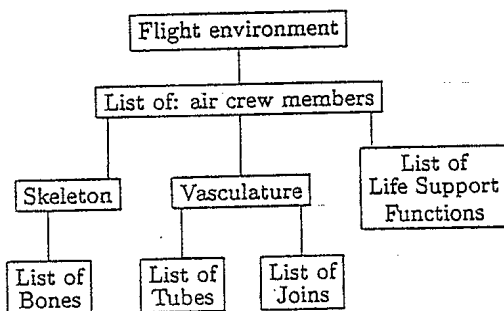 Flight environment
List of: air crew members
Skeleton
Vasculature
List of
Life Support
Functions
List of
Bones
List of
Tubes
List of
Joins